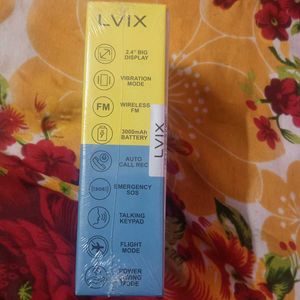 LVIX
2.4" BIG
DISPLAY
VIBRATION
MODE
FM
WIRELESS
FM
3000mAh
BATTERY
LVIX
AUTO
CALL REC
EMERGENCY
SOS
TALKING
KEYPAD
FLIGHT
MODE
POWER
SAVING
MODE